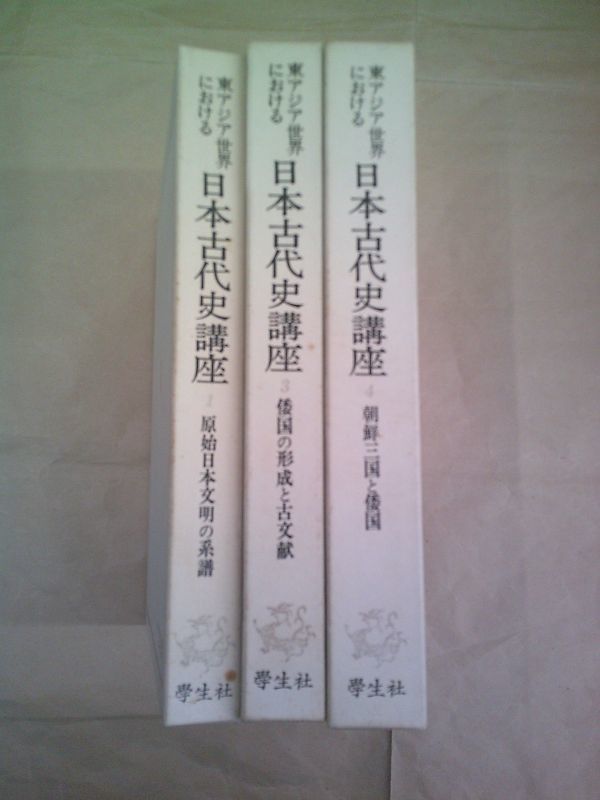 東アジア世界
における
日本古代史講座
1
原始日本文明の系譜
學生社
東アジア世界
における
日本古代史講座
3
倭国の形成と古文献
學生社
東アジア世界
における
日本古代史講座
4
朝鮮三国と倭国
學生社